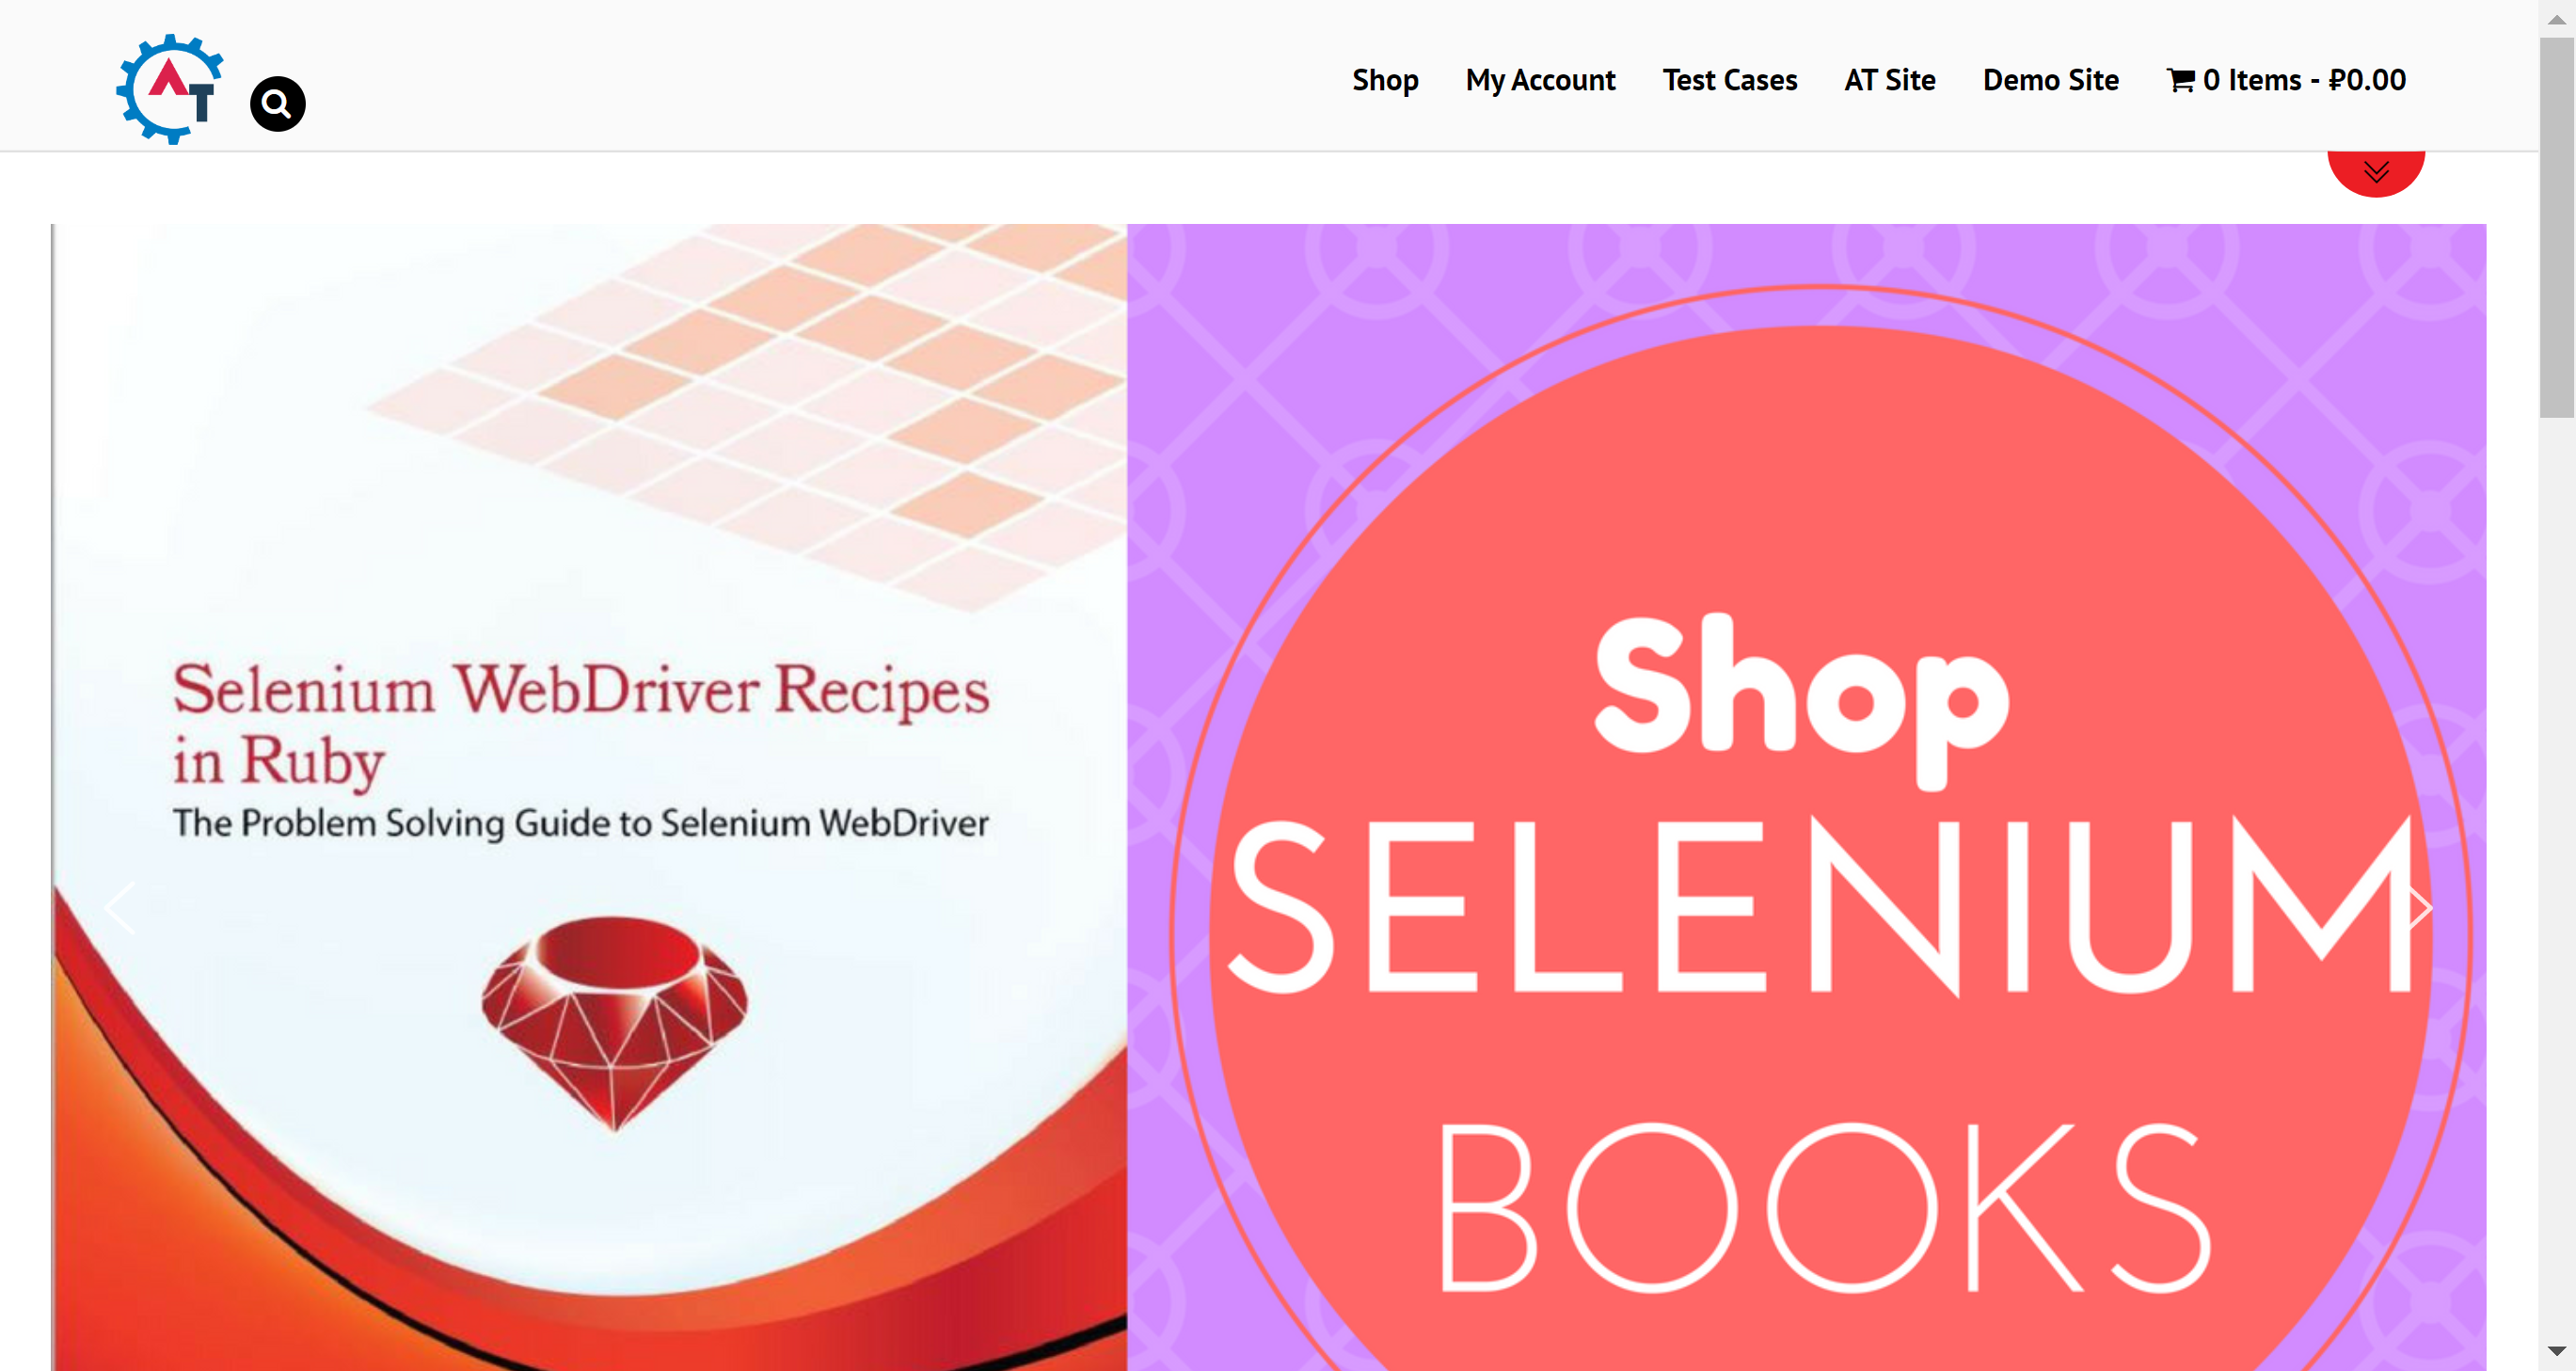 AT
Shop My Account Test Cases AT Site Demo Site 0 Items - ₽0.00
Selenium WebDriver Recipes
in Ruby
The Problem Solving Guide to Selenium WebDriver
Shop
SELENIUM
BOOKS